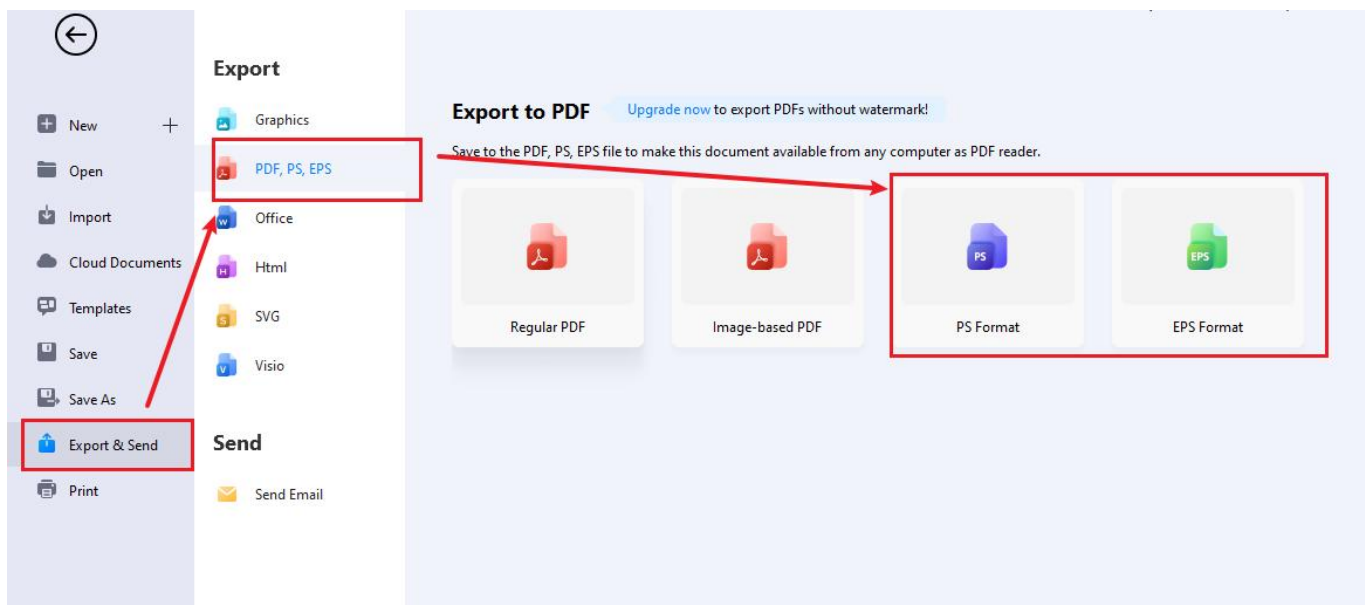 New +
Open
Import
Cloud Documents
Templates
Save
Save As
Export & Send
Print
Export
Graphics
PDF, PS, EPS
W Office
H Html
S SVG
V Visio
Send
Send Email
Export to PDF Upgrade now to export PDFs without watermark!
Save to the PDF, PS, EPS file to make this document available from any computer as PDF reader.
PS EPS
Regular PDF Image-based PDF PS Format EPS Format